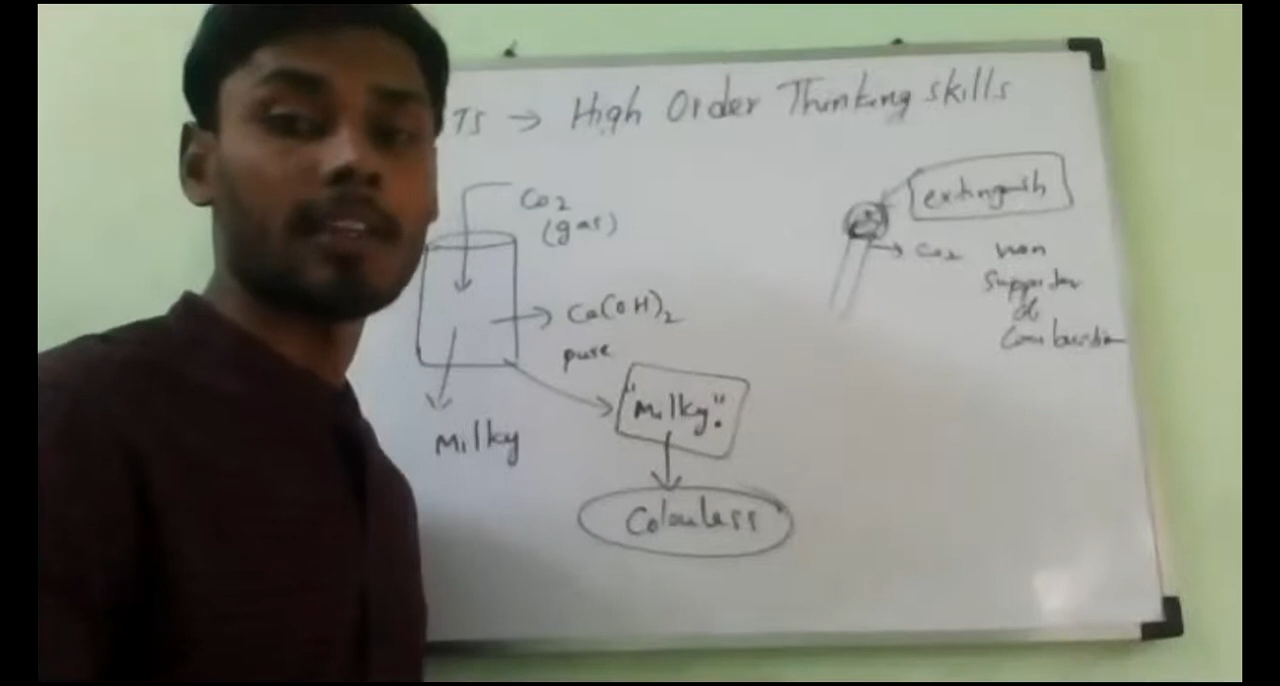 TS → High Order Thinking skills
CO2
(gas)
Ca(OH)2
pure
Milky
"Milky".
Colourless
extinguish
CO2 non
supporter
of
Combustion